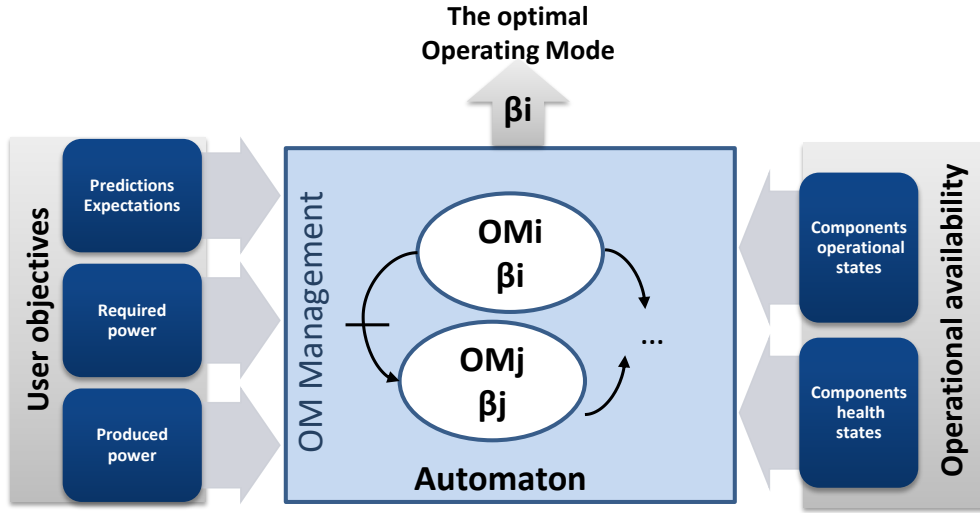 The optimal
Operating Mode
βi
User objectives
Predictions
Expectations
Required
power
Produced
power
OM Management
OMi
βi
OMj
βj
...
Automaton
Components
operational
states
Components
health
states
Operational availability